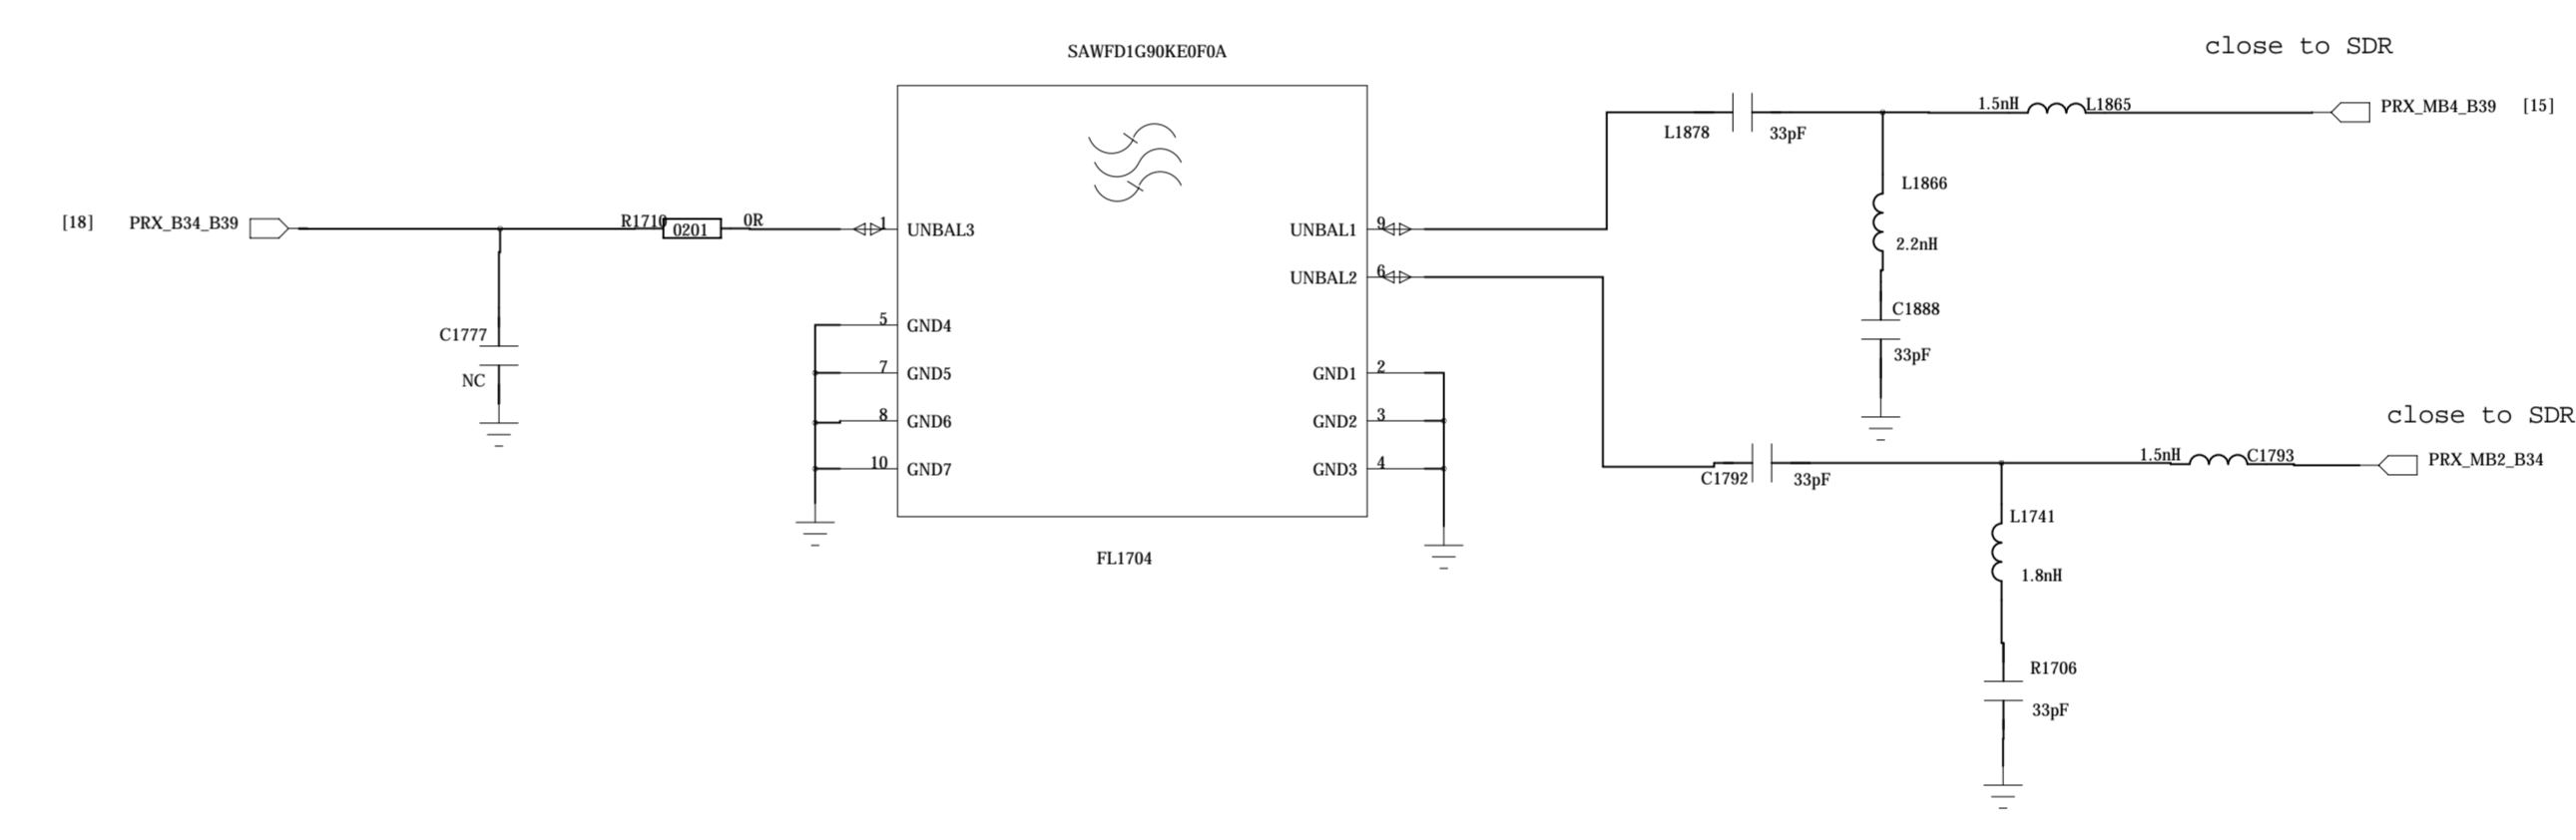 close to SDR
SAWFD1G90KE0F0A
1.5nH L1865 PRX_MB4_B39 [15]
L1878 33pF
L1866
[18] PRX_B34_B39 R1710 0201 0R 1 UNBAL3 UNBAL1 9
2.2nH
UNBAL2 6
C1888
5 GND4
C1777 33pF
NC 7 GND5 GND1 2
8 GND6 GND2 3
close to SDR
10 GND7 GND3 4
1.5nH C1793 PRX_MB2_B34
C1792 33pF
L1741
FL1704
1.8nH
R1706
33pF